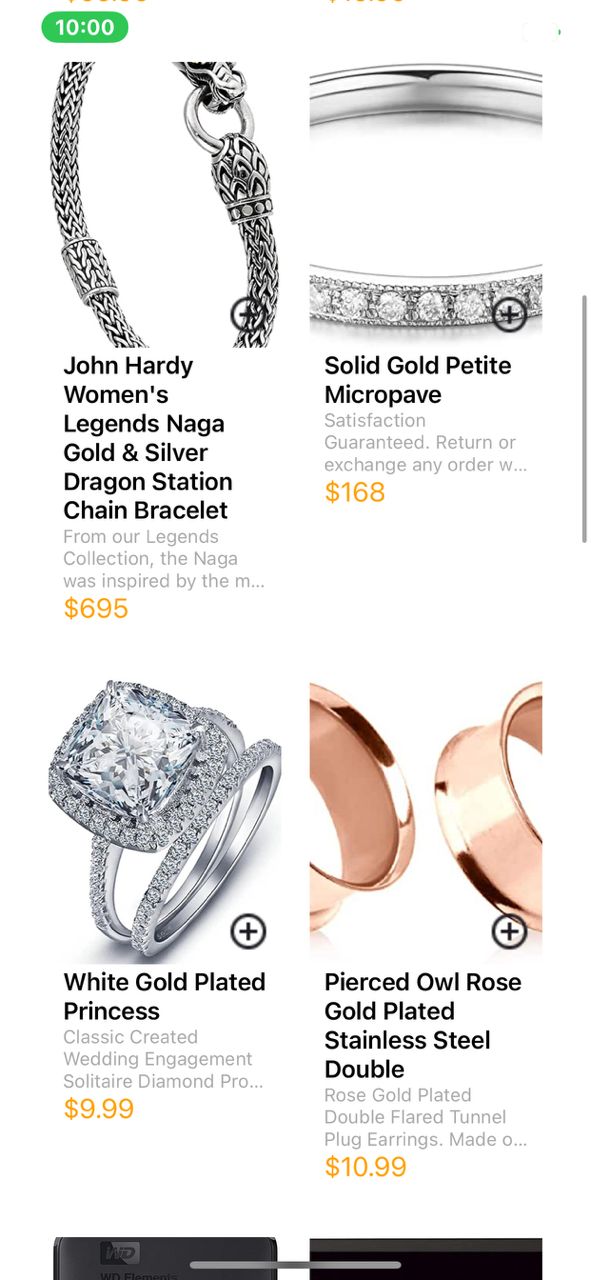 10:00
John Hardy
Women's
Legends Naga
Gold & Silver
Dragon Station
Chain Bracelet
From our Legends
Collection, the Naga
was inspired by the m...
$695
Solid Gold Petite
Micropave
Satisfaction
Guaranteed. Return or
exchange any order w...
$168
White Gold Plated
Princess
Classic Created
Wedding Engagement
Solitaire Diamond Pro...
$9.99
Pierced Owl Rose
Gold Plated
Stainless Steel
Double
Rose Gold Plated
Double Flared Tunnel
Plug Earrings. Made o...
$10.99
WD
WD Elements